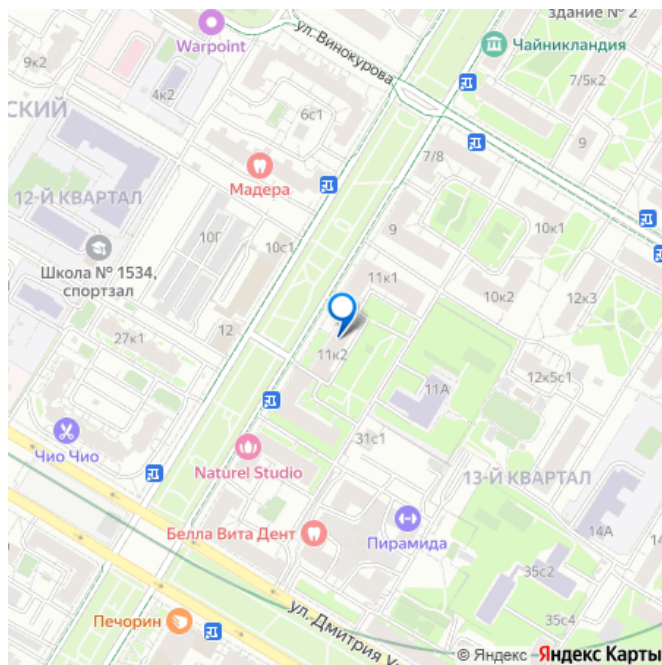 здание № 2
Warpoint
ул. Винокурова
Чайникландия
9к2
4к2
7/5к2
6с1
СКИЙ
9
7/8
Мадера
12-Й КВАРТАЛ
10Г
10с1
9
10к1
Школа № 1534,
спортзал
11к1
10к2
12к3
27к1
12
11к2
11А
12к5с1
31с1
Чио Чио
Naturel Studio
13-Й КВАРТАЛ
Белла Вита Дент
Пирамида
14А
35с2
Печорин
ул. Дмитрия У
35с4
© Яндекс Яндекс Карты